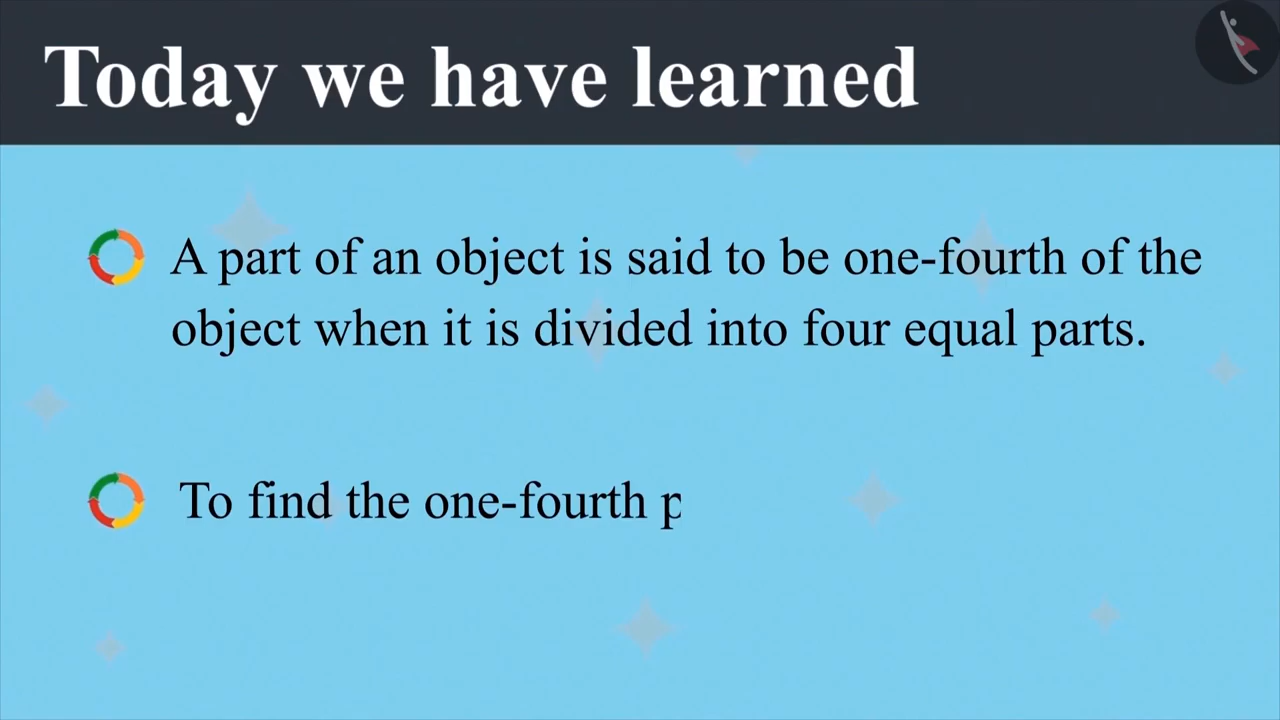 Today we have learned
A part of an object is said to be one-fourth of the
object when it is divided into four equal parts.
To find the one-fourth p